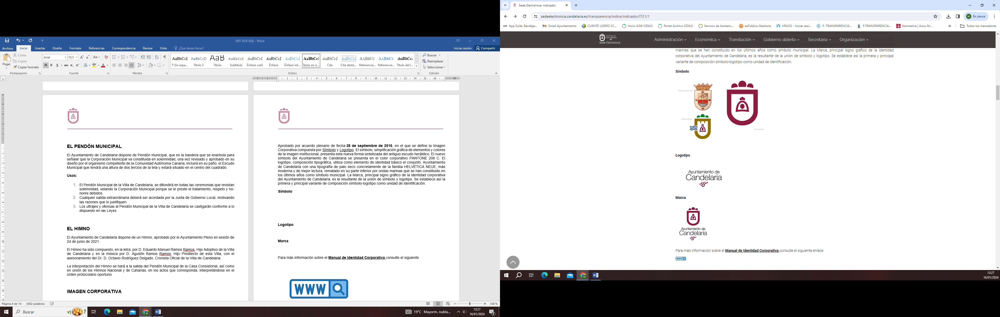 1001 DOCX(6) - Word
Archivo Inicio Insertar Diseño Formato Referencias Correspondencia Revisar Vista ¿Qué desea hacer? Iniciar sesión Compartir
Pegar
Cortar
Copiar
Copiar formato
Portapapeles
Arial 10,5
N K S abc x₂ x²
Fuente
Párrafo
AaBbCcI AaBbCcD AaB AaBbCcD AaBbCcL AaBbCcL AaBbCcL AaBbCcl AaBbCcL AaBbCcL AABBCC AABBCC AaBbCc
¶ Sin espa... Título 3 Título Subtítulo Énfasis sutil Énfasis Énfasis int... Texto en n... Cita Cita desta... Referencia... Referencia... Título del l...
Estilos
Buscar
Reemplazar
Seleccionar
Edición
EL PENDÓN MUNICIPAL
El Ayuntamiento de Candelaria dispone de Pendón municipal, que es la bandera que se enarbola para
señalar que la Corporación Municipal va constituida en solemnidad, una vez revisado y aprobado en su
diseño por el organismo competente de la Comunidad Autónoma Canaria, incluirá en su paño, el Escudo
Municipal que tendrá una altura de dos tercios de la tela y estará situado en el centro del cuadrado.
Usos:
1. El Pendón Municipal de la Villa de Candelaria, se difundirá en todas las ceremonias que revistan
solemnidad, velando la Corporación Municipal porque se le preste el tratamiento, respeto y ho-
nores debidos.
2. Cualquier salida extraordinaria deberá ser acordada por la Junta de Gobierno Local, motivando
las razones que lo justifiquen.
3. Los ultrajes y ofensas al Pendón Municipal de la Villa de Candelaria se castigarán conforme a lo
dispuesto en las Leyes
EL HIMNO
El Ayuntamiento de Candelaria dispone de un Himno, aprobado por el Ayuntamiento Pleno en sesión de
24 de junio de 2021.
El Himno ha sido compuesto, en la letra, por D. Eduardo Manuel Ramos Ramos, Hijo Adoptivo de la Villa
de Candelaria y en la música por D. Agustín Ramos Ramos, Hijo Predilecto de esta Villa, con el
asesoramiento del Dr. D. Octavio Rodríguez Delgado, Cronista Oficial de la Villa de Candelaria.
La interpretación del Himno se hará a la salida del Pendón Municipal de la Casa Consistorial, así como
en unión de los Himnos Nacional y de Canarias, en los actos que corresponda, interpretándose en el
orden protocolario oportuno
IMAGEN CORPORATIVA
Aprobado por acuerdo plenario de fecha 28 de septiembre de 2016, en el que se define la Imagen
Corporativa compuesta por Símbolo y Logotipo. El símbolo, simplificación gráfica de elementos y colores
de la imagen institucional, presenta esta nueva forma sintetizada del antiguo escudo heráldico. El nuevo
símbolo del Ayuntamiento de Candelaria se presenta en el color corporativo PANTONE 208 C. El
logotipo, composición tipográfica, utiliza como elemento de identidad básico el conjunto: Ayuntamiento
de Candelaria con una tipografía de palo seco concretamente de la familia HELVÉTICA NEUE, más
moderna y de mejor lectura, rematado en su parte inferior por ondas marinas que se han constituido en
los últimos años como símbolo municipal. La Marca, principal signo gráfico de la identidad corporativa
del Ayuntamiento de Candelaria, es la resultante de la unión de símbolo y logotipo. Se establece así la
primera y principal variante de composición símbolo-logotipo como unidad de identificación.
Símbolo
Logotipo
Marca
Para más información sobre el Manual de Identidad Corporativa consulte el siguiente
WWW
Página 4 de 14 3402 palabras 100 %
Buscar 19°C Mayorm. nubla... 13:27
16/01/2024
2
Sede Electrónica: Indicador
sedeelectronica.candelaria.es/transparencia/indice/indicador/IT21/1
M En pausa
App Suite. Bandeja... Gmail Ayuntamiento CLIENTE LIGERO SC... Inicio A3W ODILO Portal Archivo ODILO Servicio de Asistenc... esPublico Gestiona HRLOG - Iniciar sesi... P. TRANSPARENCIA... P.TRANSPARENCIA... Normativa | Arxiu M... Todos los marcadores
Ayuntamiento de
Candelaria
Sede Electrónica
Administración Económica Tramitación Gobierno abierto Secretaría Organización
marinas que se han constituido en los últimos años como símbolo municipal. La Marca, principal signo gráfico de la identidad
corporativa del Ayuntamiento de Candelaria, es la resultante de la unión de símbolo y logotipo. Se establece así la primera y principal
variante de composición símbolo-logotipo como unidad de identificación.
Símbolo
Logotipo
Ayuntamiento de
Candelaria
Marca
Ayuntamiento de
Candelaria
Para más información sobre el Manual de Identidad Corporativa consulte el siguiente enlace
WWW
13:27
16/01/2024